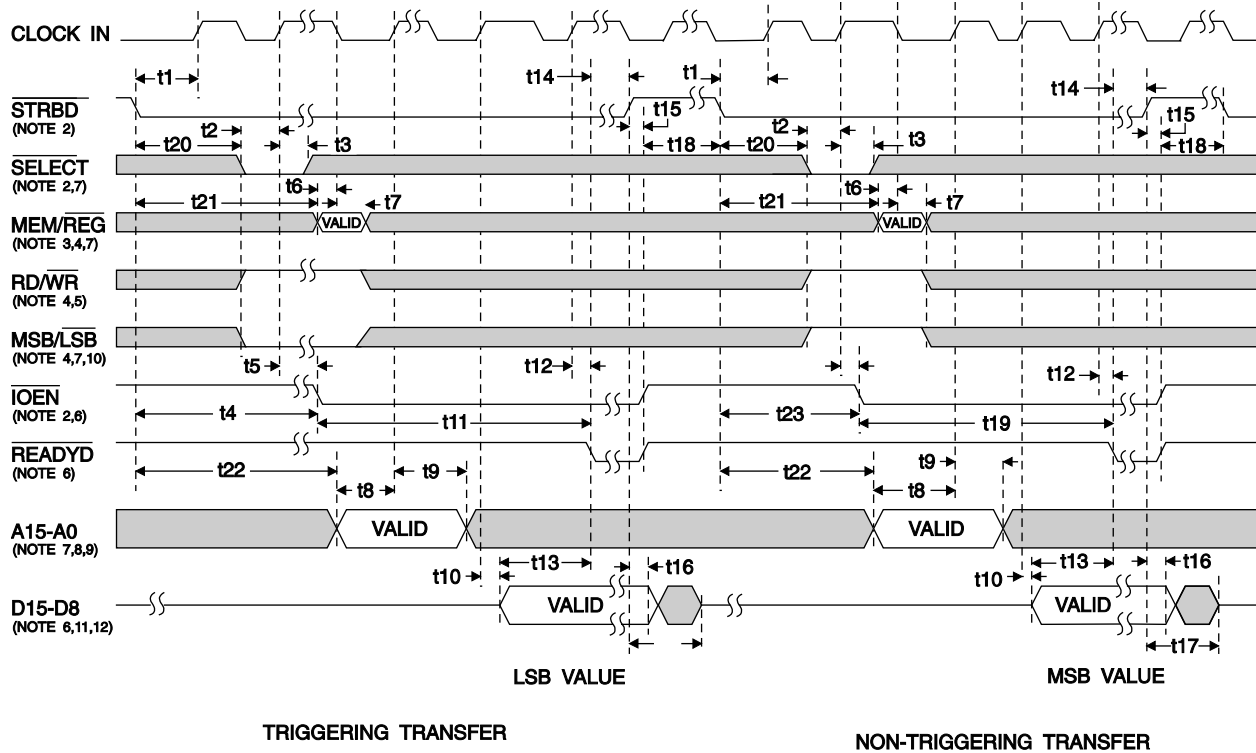 CLOCK IN
t1
t14
t1
t14
STRBD
(NOTE 2)
t2
t15
t2
t15
t20
t3
t18
t20
t3
t18
SELECT
(NOTE 2,7)
t6
t6
t21
t7
t21
t7
MEM/REG
(NOTE 3,4,7)
VALID
VALID
RD/WR
(NOTE 4,5)
MSB/LSB
(NOTE 4,7,10)
t5
t12
t12
IOEN
(NOTE 2,6)
t4
t11
t23
t19
READYD
(NOTE 6)
t22
t9
t22
t9
t8
t8
A15-A0
(NOTE 7,8,9)
VALID
VALID
t10
t13
t16
t10
t13
t16
D15-D8
(NOTE 6,11,12)
VALID
VALID
t17
LSB VALUE
MSB VALUE
TRIGGERING TRANSFER
NON-TRIGGERING TRANSFER